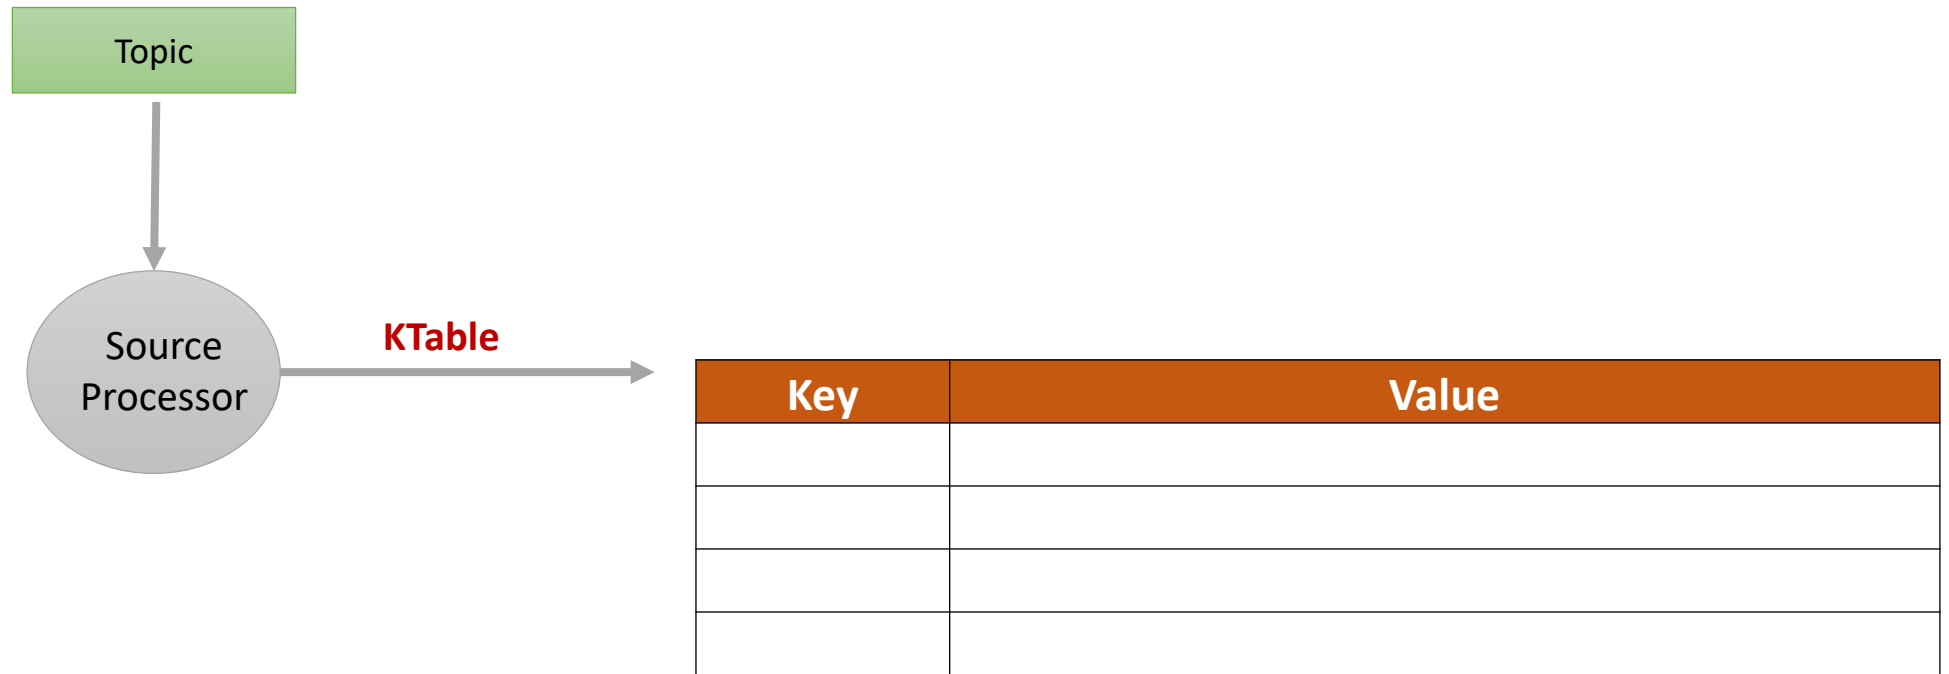 Topic
Source
Processor
KTable
Key
Value